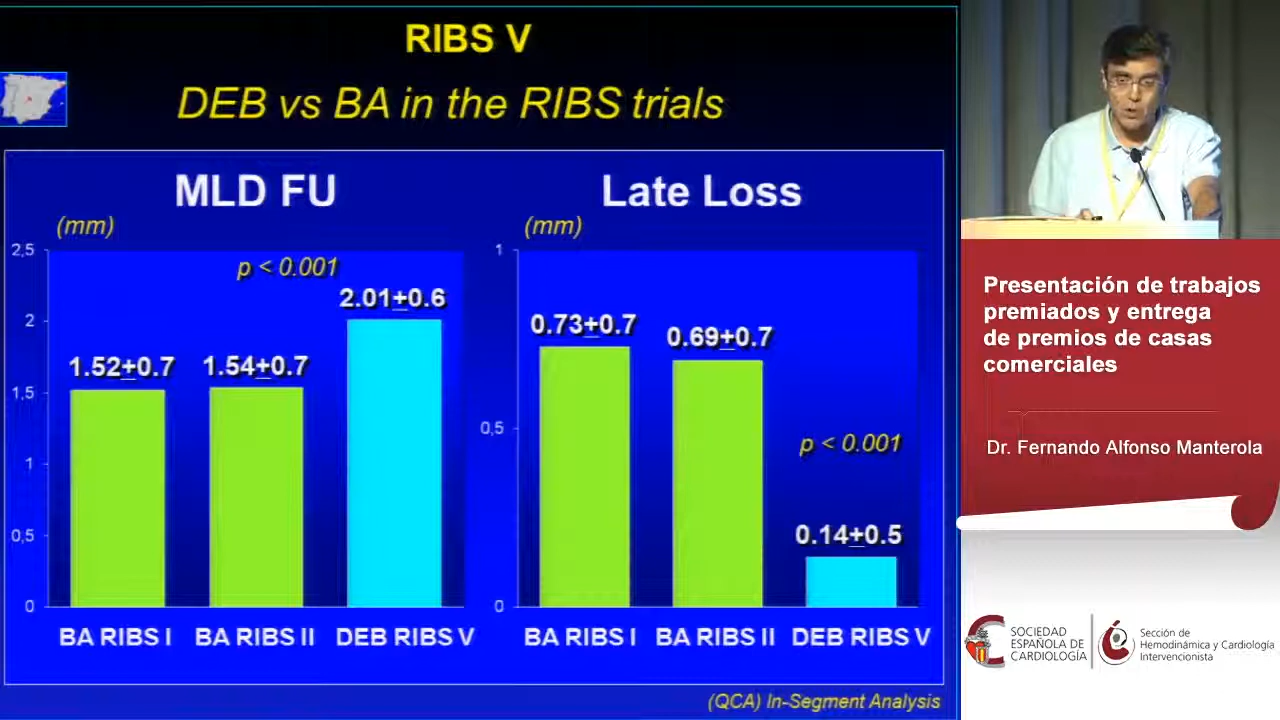 RIBS V
DEB vs BA in the RIBS trials
MLD FU
(mm)
2,5
2
1,5
1
0,5
0
p < 0.001
1.52±0.7
1.54±0.7
2.01±0.6
BA RIBS I
BA RIBS II
DEB RIBS V
Late Loss
(mm)
1
0,5
0
0.73±0.7
0.69±0.7
p < 0.001
0.14±0.5
BA RIBS I
BA RIBS II
DEB RIBS V
(QCA) In-Segment Analysis
Presentación de trabajos
premiados y entrega
de premios de casas
comerciales
Dr. Fernando Alfonso Manterola
SOCIEDAD
ESPAÑOLA DE
CARDIOLOGÍA
Sección de
Hemodinámica y Cardiología
Intervencionista